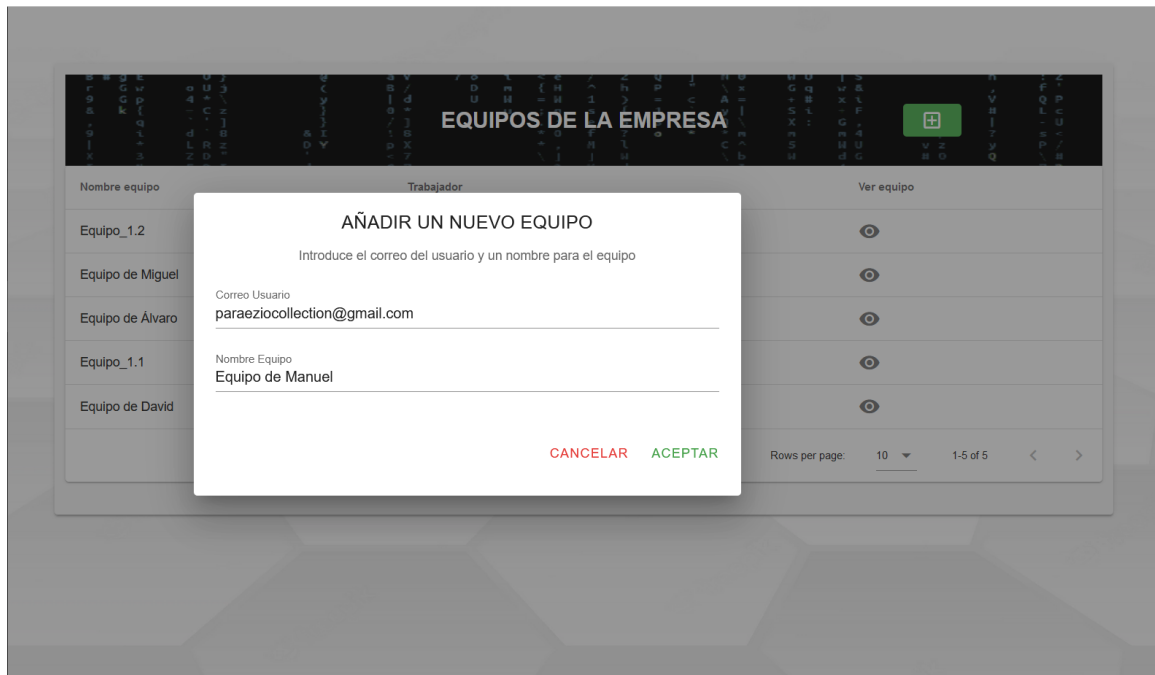 EQUIPOS DE LA EMPRESA
Nombre equipo Trabajador Ver equipo
Equipo_1.2
Equipo de Miguel
Equipo de Álvaro
Equipo_1.1
Equipo de David
AÑADIR UN NUEVO EQUIPO
Introduce el correo del usuario y un nombre para el equipo
Correo Usuario
paraeziocollection@gmail.com
Nombre Equipo
Equipo de Manuel
CANCELAR ACEPTAR
Rows per page: 10 1-5 of 5